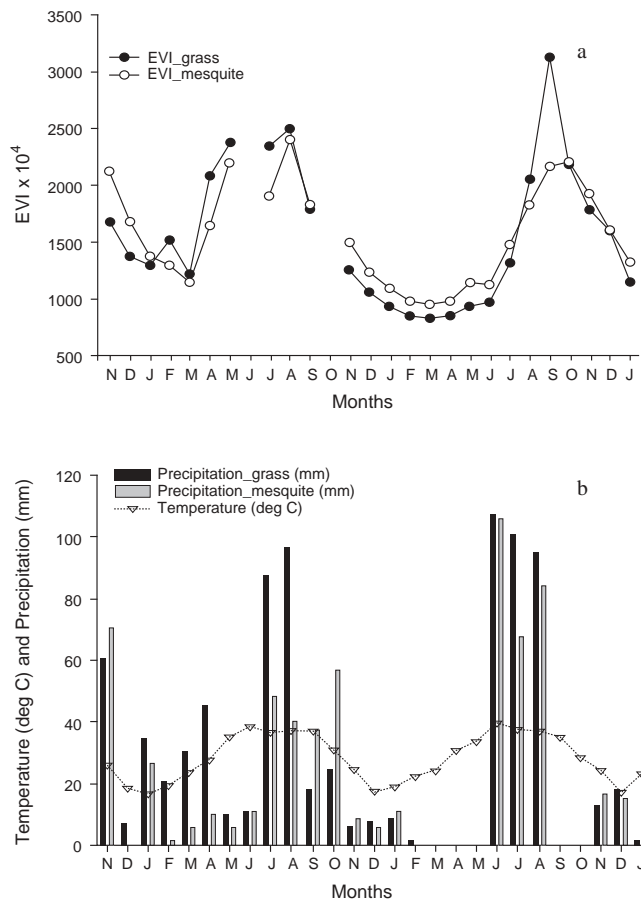 3500
3000
2500
2000
1500
1000
500
EVI x 10⁴
EVI_grass
EVI_mesquite
a
N D J F M A M J J A S O N D J F M A M J J A S O N D J
Months
120
100
80
60
40
20
0
Temperature (deg C) and Precipitation (mm)
Precipitation_grass (mm)
Precipitation_mesquite (mm)
Temperature (deg C)
b
N D J F M A M J J A S O N D J F M A M J J A S O N D J
Months